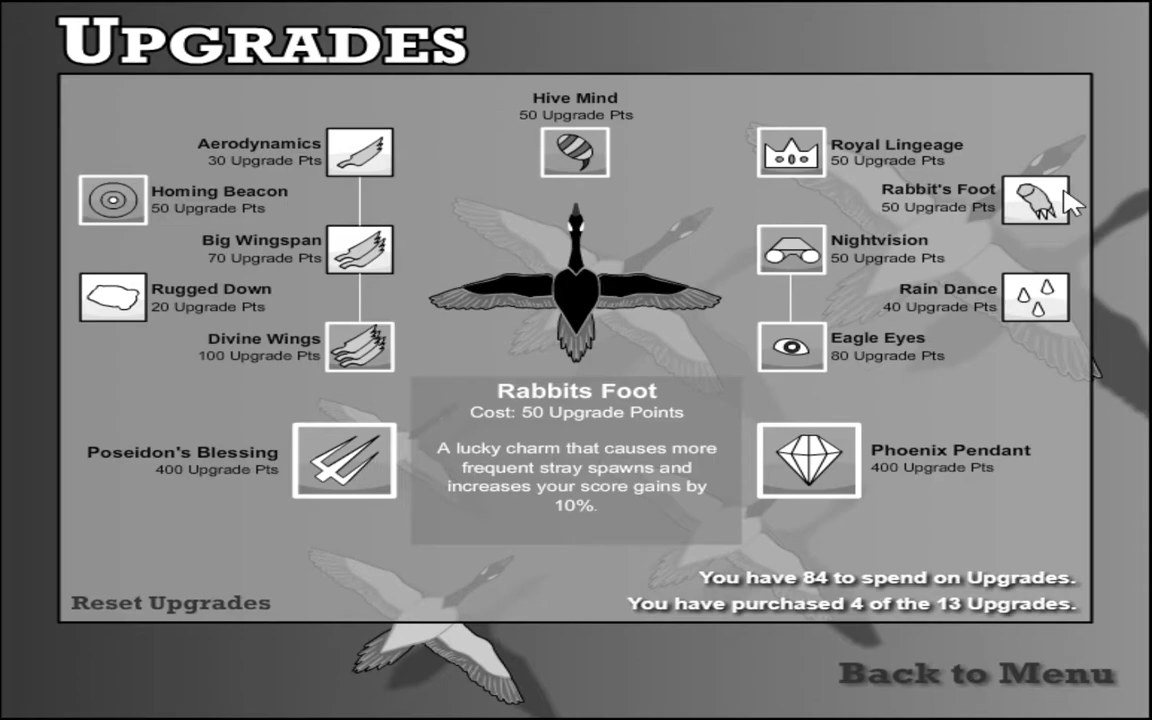 UPGRADES
Hive Mind
50 Upgrade Pts
Aerodynamics
30 Upgrade Pts
Homing Beacon
50 Upgrade Pts
Big Wingspan
70 Upgrade Pts
Rugged Down
20 Upgrade Pts
Divine Wings
100 Upgrade Pts
Poseidon's Blessing
400 Upgrade Pts
Royal Lingeage
50 Upgrade Pts
Rabbit's Foot
50 Upgrade Pts
Nightvision
50 Upgrade Pts
Rain Dance
40 Upgrade Pts
Eagle Eyes
80 Upgrade Pts
Phoenix Pendant
400 Upgrade Pts
Rabbits Foot
Cost: 50 Upgrade Points
A lucky charm that causes more
frequent stray spawns and
increases your score gains by
10%.
You have 84 to spend on Upgrades.
You have purchased 4 of the 13 Upgrades.
Reset Upgrades
Back to Menu